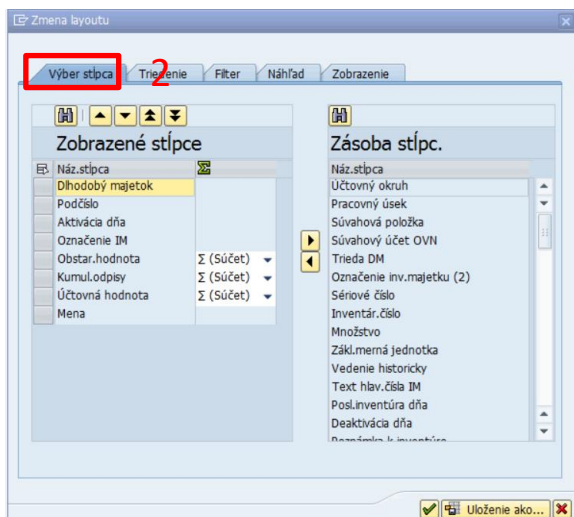 Zmena layoutu
Výber stĺpca
2
Triedenie
Filter
Náhľad
Zobrazenie
Zobrazené stĺpce
Náz.stĺpca
Dlhodobý majetok
Podčíslo
Aktivácia dňa
Označenie IM
Obstar.hodnota Σ (Súčet)
Kumul.odpisy Σ (Súčet)
Účtovná hodnota Σ (Súčet)
Mena
Zásoba stĺpc.
Náz.stĺpca
Účtovný okruh
Pracovný úsek
Súvahová položka
Súvahový účet OVN
Trieda DM
Označenie inv.majetku (2)
Sériové číslo
Inventár.číslo
Množstvo
Zákl.merná jednotka
Vedenie historicky
Text hlav.čísla IM
Posl.inventúra dňa
Deaktivácia dňa
Poznámka k inventúre
Uloženie ako...